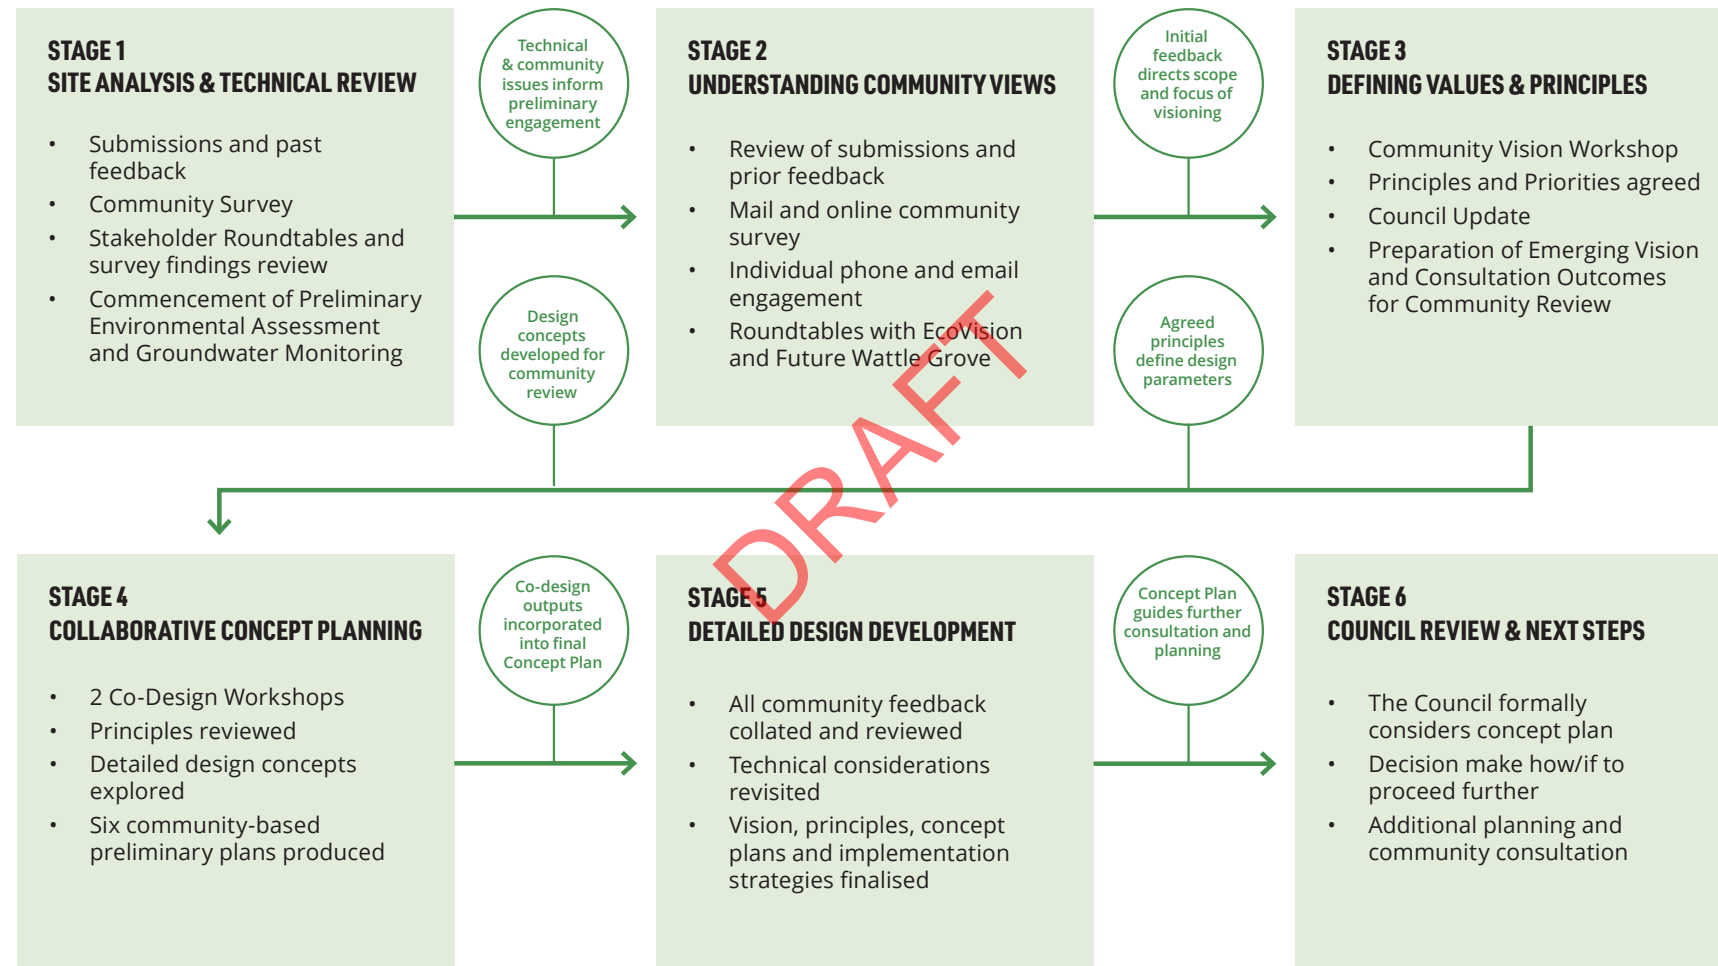 STAGE 1
SITE ANALYSIS & TECHNICAL REVIEW
• Submissions and past
feedback
• Community Survey
• Stakeholder Roundtables and
survey findings review
• Commencement of Preliminary
Environmental Assessment
and Groundwater Monitoring
Technical
& community
issues inform
preliminary
engagement
STAGE 2
UNDERSTANDING COMMUNITY VIEWS
• Review of submissions and
prior feedback
• Mail and online community
survey
• Individual phone and email
engagement
• Roundtables with EcoVision
and Future Wattle Grove
Initial
feedback
directs scope
and focus of
visioning
STAGE 3
DEFINING VALUES & PRINCIPLES
• Community Vision Workshop
• Principles and Priorities agreed
• Council Update
• Preparation of Emerging Vision
and Consultation Outcomes
for Community Review
Agreed
principles
define design
parameters
Design
concepts
developed for
community
review
DRAFT
STAGE 4
COLLABORATIVE CONCEPT PLANNING
• 2 Co-Design Workshops
• Principles reviewed
• Detailed design concepts
explored
• Six community-based
preliminary plans produced
Co-design
outputs
incorporated
into final
Concept Plan
STAGE 5
DETAILED DESIGN DEVELOPMENT
• All community feedback
collated and reviewed
• Technical considerations
revisited
• Vision, principles, concept
plans and implementation
strategies finalised
Concept Plan
guides further
consultation and
planning
STAGE 6
COUNCIL REVIEW & NEXT STEPS
• The Council formally
considers concept plan
• Decision make how/if to
proceed further
• Additional planning and
community consultation